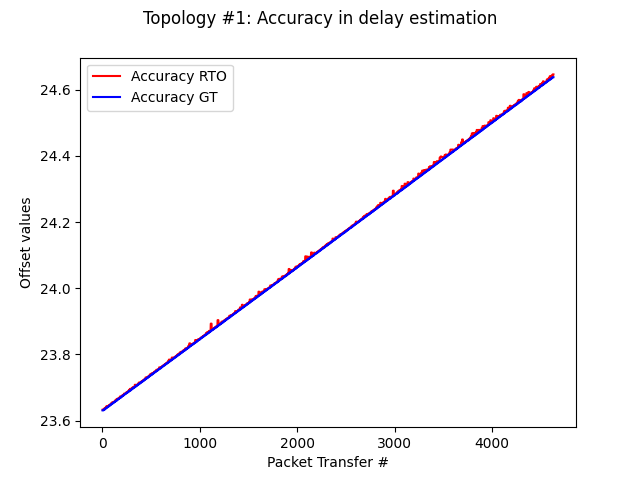 Topology #1: Accuracy in delay estimation
Accuracy RTO
Accuracy GT
Offset values
24.6
24.4
24.2
24.0
23.8
23.6
0
1000
2000
3000
4000
Packet Transfer #